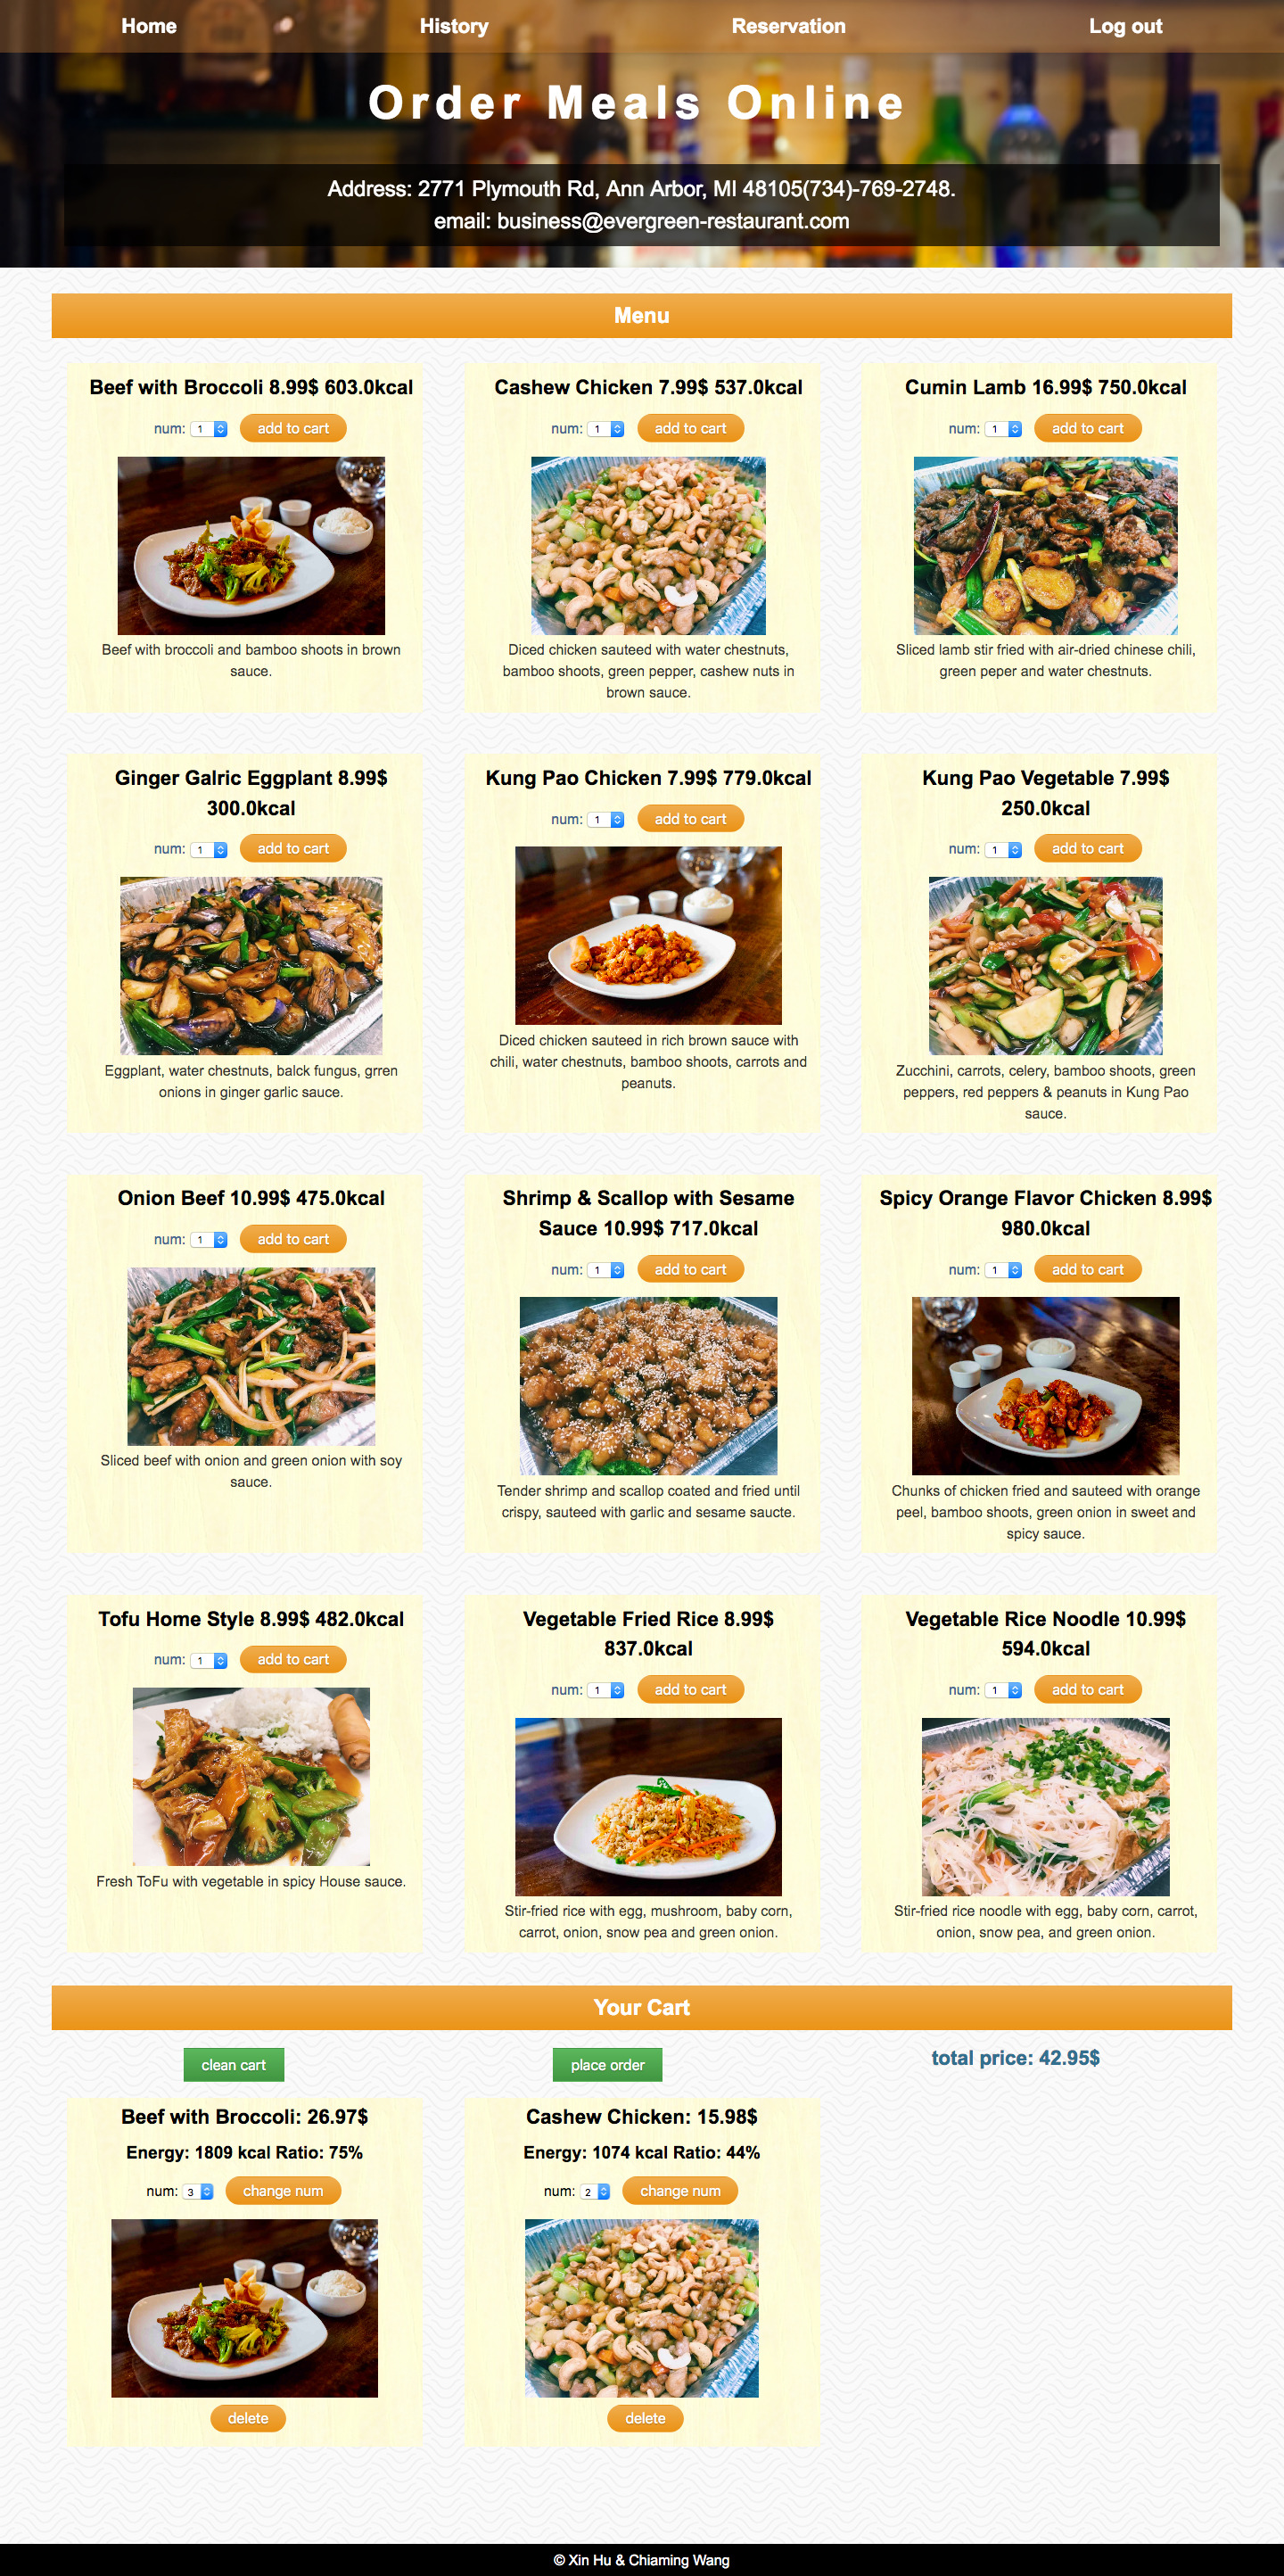 Home History Reservation Log out
Order Meals Online
Address: 2771 Plymouth Rd, Ann Arbor, MI 48105(734)-769-2748.
email: business@evergreen-restaurant.com
Menu
Beef with Broccoli 8.99$ 603.0kcal
num: 1 add to cart
Beef with broccoli and bamboo shoots in brown
sauce.
Cashew Chicken 7.99$ 537.0kcal
num: 1 add to cart
Diced chicken sauteed with water chestnuts,
bamboo shoots, green pepper, cashew nuts in
brown sauce.
Cumin Lamb 16.99$ 750.0kcal
num: 1 add to cart
Sliced lamb stir fried with air-dried chinese chili,
green peper and water chestnuts.
Ginger Galric Eggplant 8.99$
300.0kcal
num: 1 add to cart
Eggplant, water chestnuts, balck fungus, grren
onions in ginger garlic sauce.
Kung Pao Chicken 7.99$ 779.0kcal
num: 1 add to cart
Diced chicken sauteed in rich brown sauce with
chili, water chestnuts, bamboo shoots, carrots and
peanuts.
Kung Pao Vegetable 7.99$
250.0kcal
num: 1 add to cart
Zucchini, carrots, celery, bamboo shoots, green
peppers, red peppers & peanuts in Kung Pao
sauce.
Onion Beef 10.99$ 475.0kcal
num: 1 add to cart
Sliced beef with onion and green onion with soy
sauce.
Shrimp & Scallop with Sesame
Sauce 10.99$ 717.0kcal
num: 1 add to cart
Tender shrimp and scallop coated and fried until
crispy, sauteed with garlic and sesame saucte.
Spicy Orange Flavor Chicken 8.99$
980.0kcal
num: 1 add to cart
Chunks of chicken fried and sauteed with orange
peel, bamboo shoots, green onion in sweet and
spicy sauce.
Tofu Home Style 8.99$ 482.0kcal
num: 1 add to cart
Fresh ToFu with vegetable in spicy House sauce.
Vegetable Fried Rice 8.99$
837.0kcal
num: 1 add to cart
Stir-fried rice with egg, mushroom, baby corn,
carrot, onion, snow pea and green onion.
Vegetable Rice Noodle 10.99$
594.0kcal
num: 1 add to cart
Stir-fried rice noodle with egg, baby corn, carrot,
onion, snow pea, and green onion.
Your Cart
clean cart place order total price: 42.95$
Beef with Broccoli: 26.97$
Energy: 1809 kcal Ratio: 75%
num: 3 change num
delete
Cashew Chicken: 15.98$
Energy: 1074 kcal Ratio: 44%
num: 2 change num
delete
© Xin Hu & Chiaming Wang